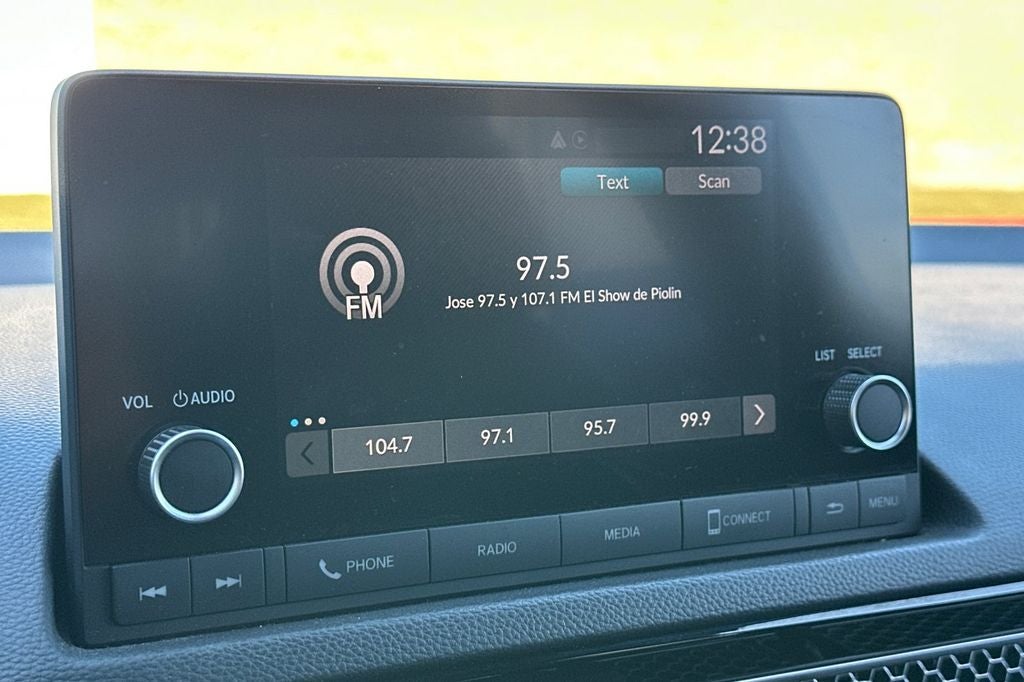 12:38
Text Scan
97.5
Jose 97.5 y 107.1 FM El Show de Piolin
FM
LIST SELECT
VOL AUDIO
104.7 97.1 95.7 99.9
PHONE RADIO MEDIA CONNECT MENU